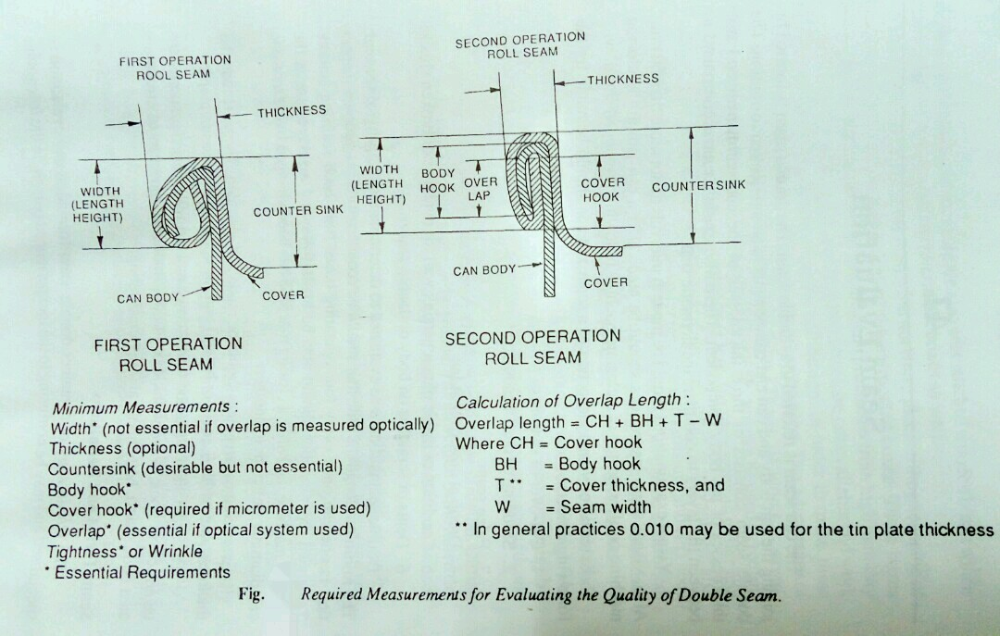 FIRST OPERATION
ROOL SEAM
THICKNESS
WIDTH
(LENGTH
HEIGHT)
COUNTER SINK
CAN BODY
COVER
SECOND OPERATION
ROLL SEAM
THICKNESS
WIDTH
(LENGTH
HEIGHT)
BODY
HOOK
OVER
LAP
COVER
HOOK
COUNTERSINK
CAN BODY
COVER
FIRST OPERATION
ROLL SEAM
SECOND OPERATION
ROLL SEAM
Minimum Measurements :
Width* (not essential if overlap is measured optically)
Thickness (optional)
Countersink (desirable but not essential)
Body hook*
Cover hook* (required if micrometer is used)
Overlap* (essential if optical system used)
Tightness* or Wrinkle
* Essential Requirements
Calculation of Overlap Length :
Overlap length = CH + BH + T – W
Where CH = Cover hook
BH = Body hook
T ** = Cover thickness, and
W = Seam width
** In general practices 0.010 may be used for the tin plate thickness
Fig. Required Measurements for Evaluating the Quality of Double Seam.